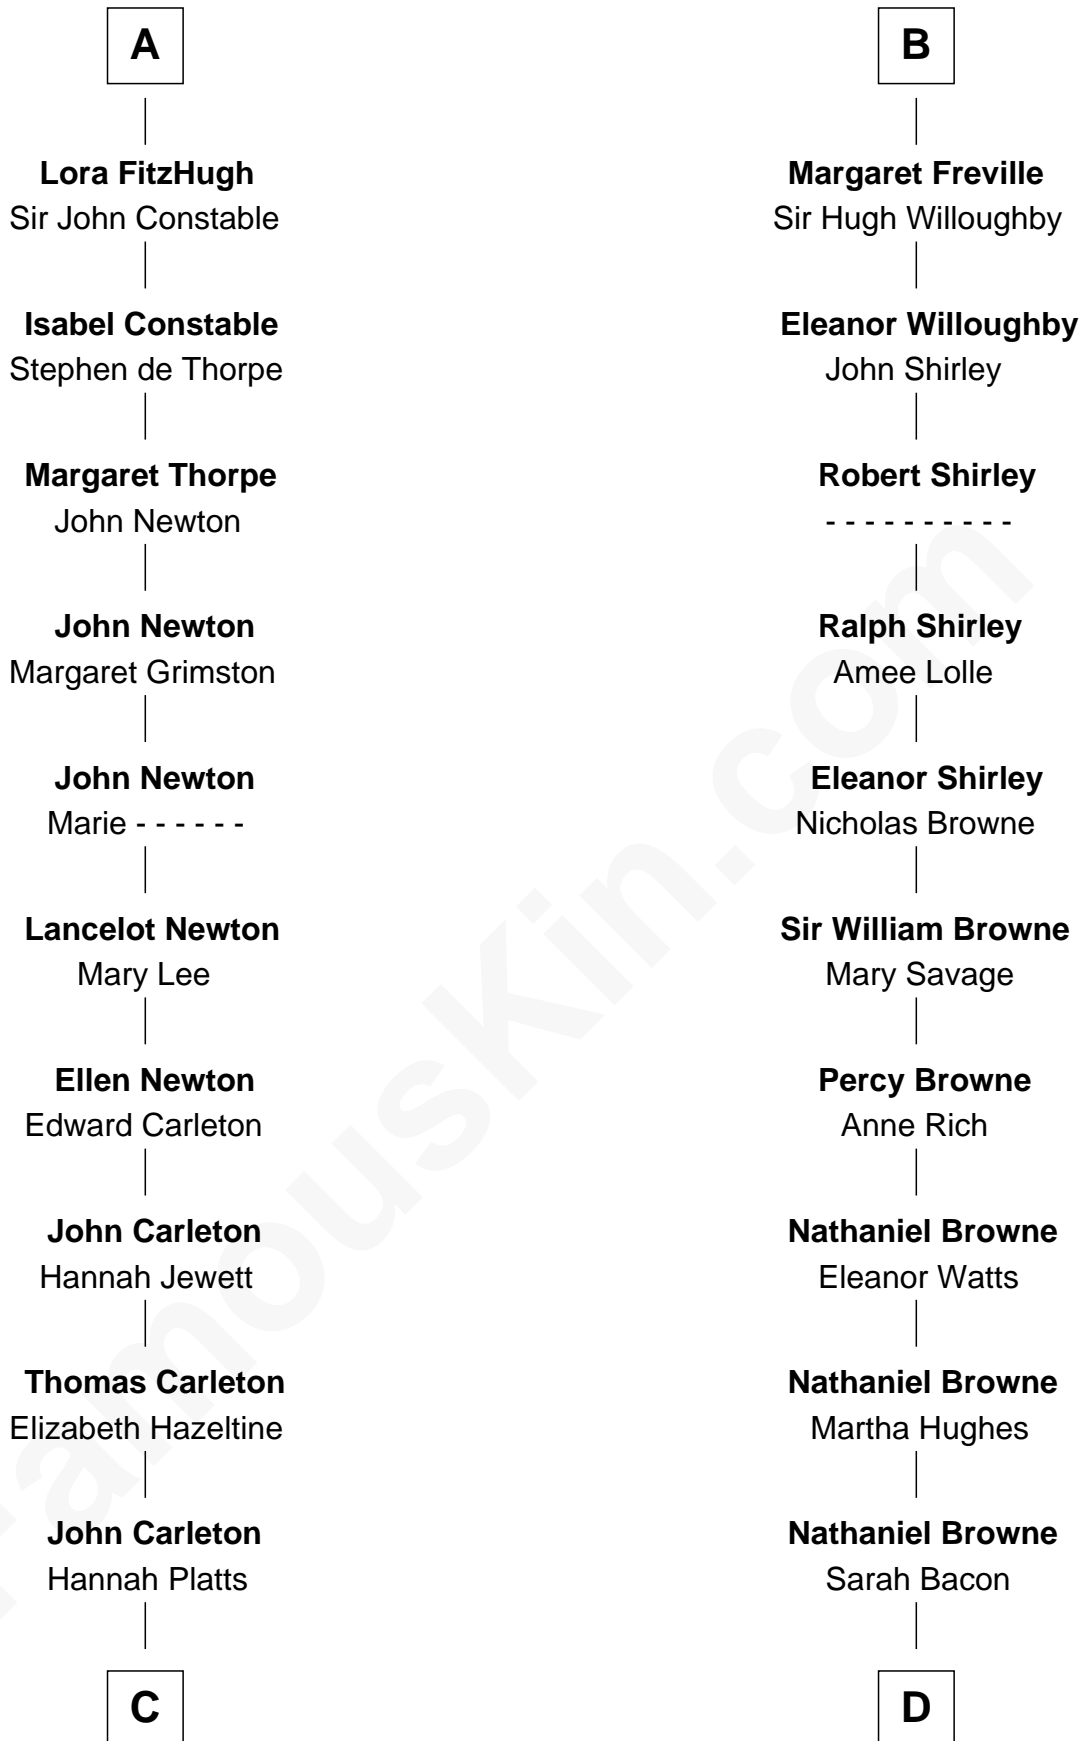 A
Lora FitzHugh
Sir John Constable
Isabel Constable
Stephen de Thorpe
Margaret Thorpe
John Newton
John Newton
Margaret Grimston
John Newton
Marie - - - - - -
Lancelot Newton
Mary Lee
Ellen Newton
Edward Carleton
John Carleton
Hannah Jewett
Thomas Carleton
Elizabeth Hazeltine
John Carleton
Hannah Platts
C
B
Margaret Freville
Sir Hugh Willoughby
Eleanor Willoughby
John Shirley
Robert Shirley
- - - - - - - - - -
Ralph Shirley
Amee Lolle
Eleanor Shirley
Nicholas Browne
Sir William Browne
Mary Savage
Percy Browne
Anne Rich
Nathaniel Browne
Eleanor Watts
Nathaniel Browne
Martha Hughes
Nathaniel Browne
Sarah Bacon
D
FamousKin.com